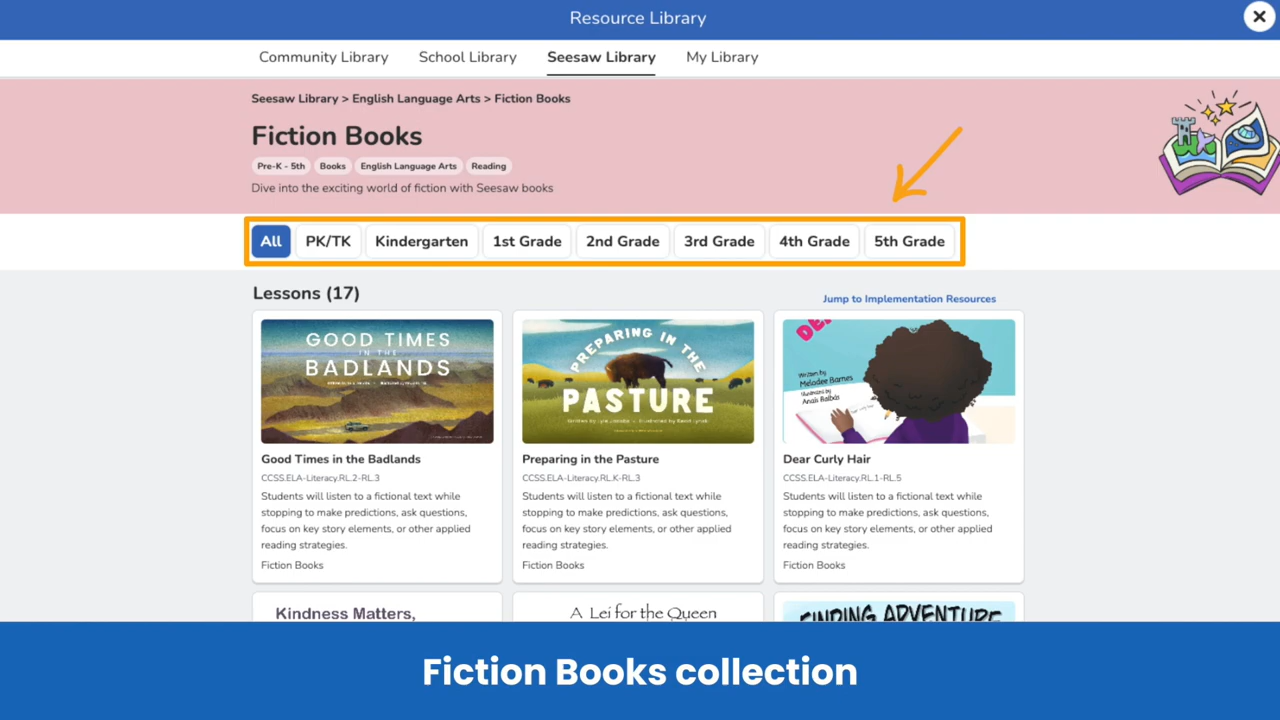 Resource Library
Community Library School Library Seesaw Library My Library
Seesaw Library > English Language Arts > Fiction Books
Fiction Books
Pre-K - 5th Books English Language Arts Reading
Dive into the exciting world of fiction with Seesaw books
All PK/TK Kindergarten 1st Grade 2nd Grade 3rd Grade 4th Grade 5th Grade
Lessons (17)
Jump to Implementation Resources
GOOD TIMES
IN THE
BADLANDS
PREPARING IN THE
PASTURE
Written by
Meladee Barnes
Illustrations by
Good Times in the Badlands
CCSS.ELA-Literacy.RL.2-RL.3
Students will listen to a fictional text while
stopping to make predictions, ask questions,
focus on key story elements, or other applied
reading strategies.
Fiction Books
Preparing in the Pasture
CCSS.ELA-Literacy.RL.K-RL.3
Students will listen to a fictional text while
stopping to make predictions, ask questions,
focus on key story elements, or other applied
reading strategies.
Fiction Books
Dear Curly Hair
CCSS.ELA-Literacy.RL.1-RL.5
Students will listen to a fictional text while
stopping to make predictions, ask questions,
focus on key story elements, or other applied
reading strategies.
Fiction Books
Kindness Matters,
A Lei for the Queen
FINDING ADVENTURE
Fiction Books collection